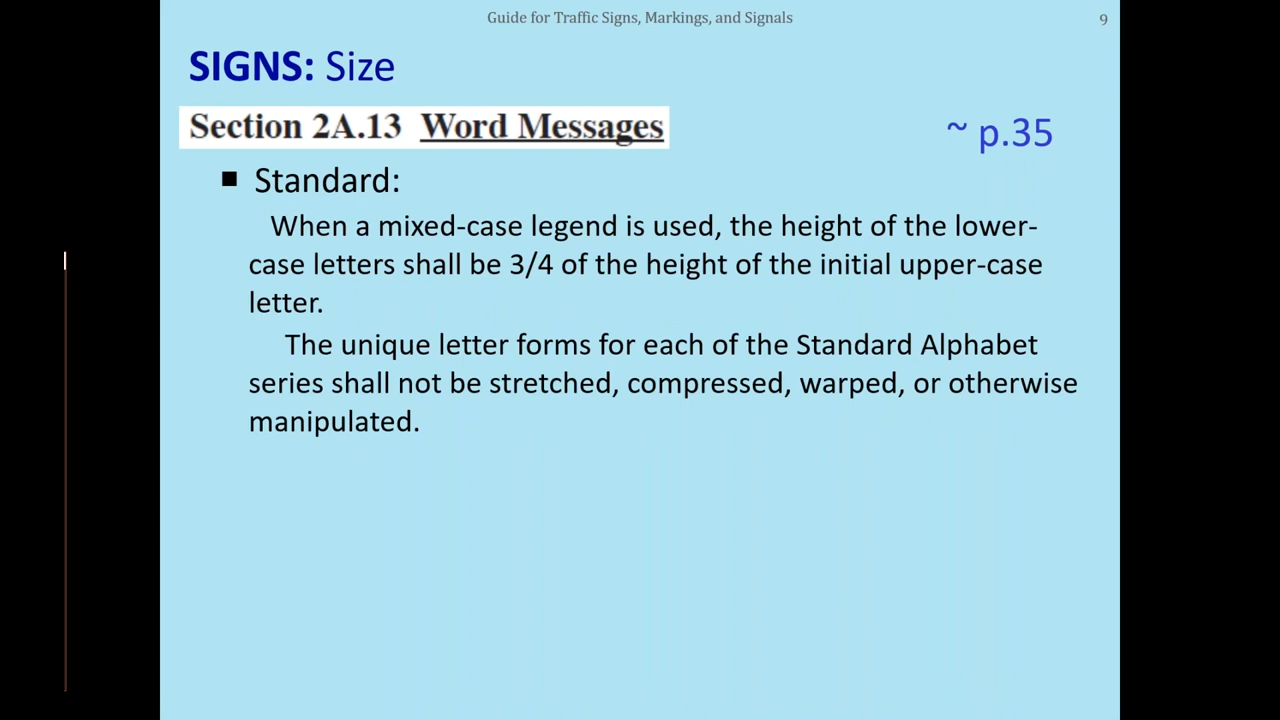 Guide for Traffic Signs, Markings, and Signals
9
SIGNS: Size
Section 2A.13 Word Messages
~ p.35
■ Standard:
When a mixed-case legend is used, the height of the lower-
case letters shall be 3/4 of the height of the initial upper-case
letter.
The unique letter forms for each of the Standard Alphabet
series shall not be stretched, compressed, warped, or otherwise
manipulated.